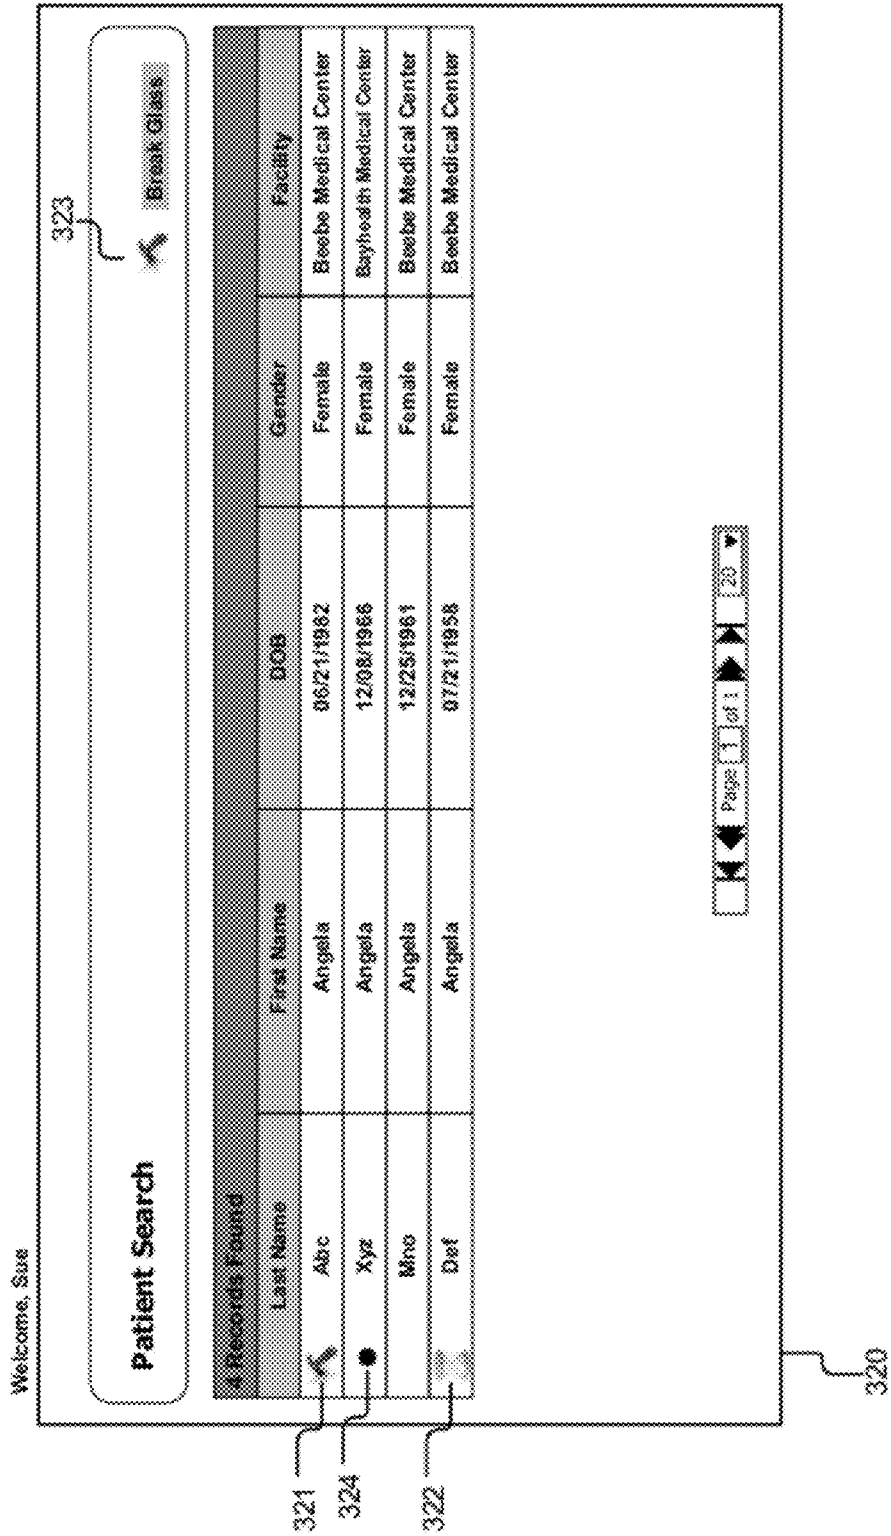 Welcome, Sue
323
Patient Search
Break Glass
4 Records Found
Last Name First Name DOB Gender Facility
321
Abc Angela 06/21/1982 Female Beebe Medical Center
324
Xyz Angela 12/08/1966 Female Bayhealth Medical Center
Mno Angela 12/25/1961 Female Beebe Medical Center
322
Def Angela 07/21/1958 Female Beebe Medical Center
Page 1 of 1 20
320